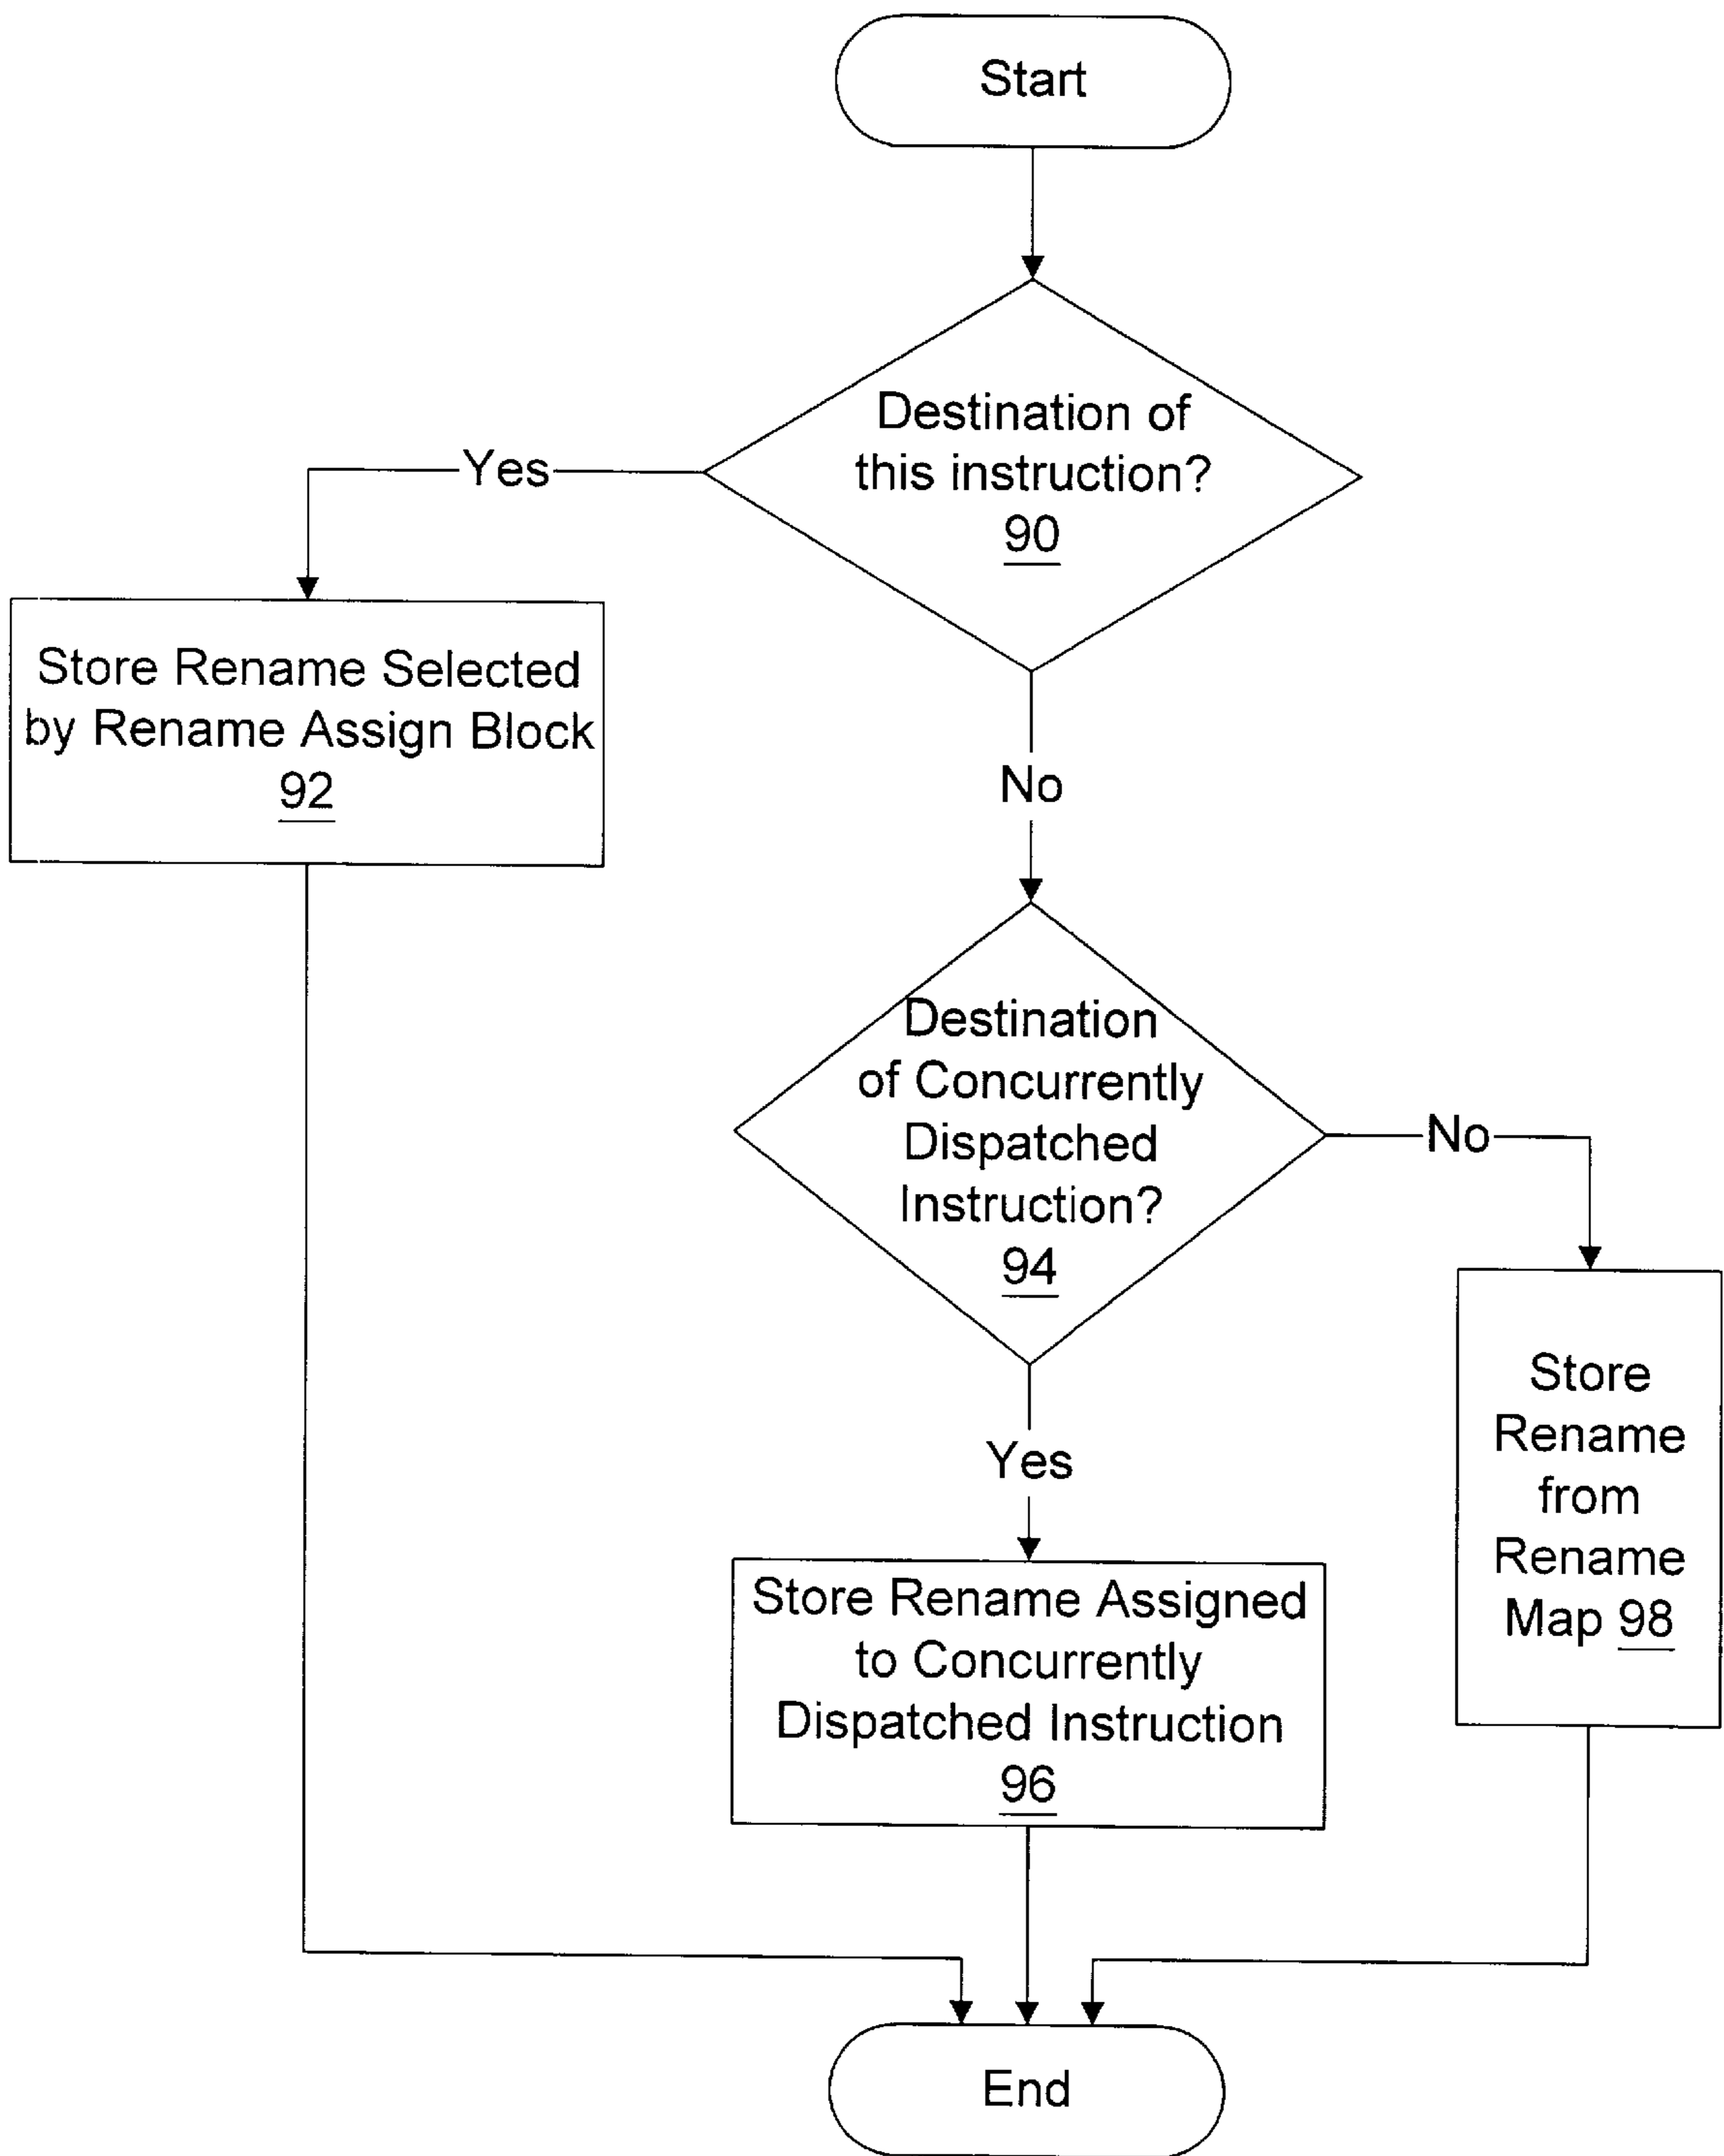 Start
Destination of
this instruction?
90
Yes
Store Rename Selected
by Rename Assign Block
92
No
Destination
of Concurrently
Dispatched
Instruction?
94
No
Yes
Store Rename Assigned
to Concurrently
Dispatched Instruction
96
Store
Rename
from
Rename
Map 98
End